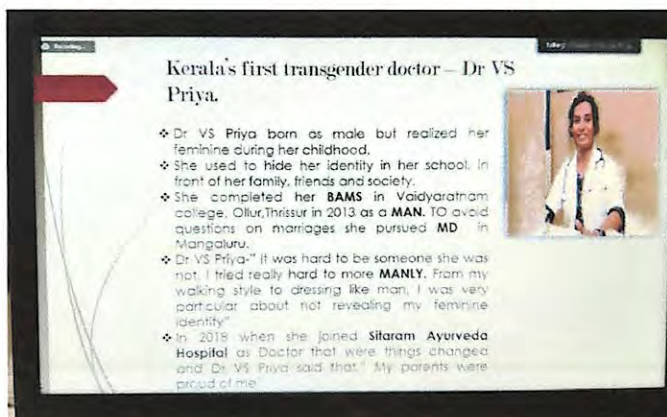 Recording...
Talking:
Kerala's first transgender doctor – Dr VS
Priya.
❖ Dr VS Priya born as male but realized her
feminine during her childhood.
❖ She used to hide her identity in her school, in
front of her family, friends and society.
❖ She completed her BAMS in Vaidyaratnam
college, Ollur,Thrissur in 2013 as a MAN. TO avoid
questions on marriages she pursued MD in
Mangaluru.
❖ Dr VS Priya-" It was hard to be someone she was
not. I tried really hard to more MANLY. From my
walking style to dressing like man, I was very
particular about not revealing my feminine
identity"
❖ In 2018 when she joined Sitaram Ayurveda
Hospital as Doctor that were things changed
and Dr VS Priya said that" My parents were
proud of me"